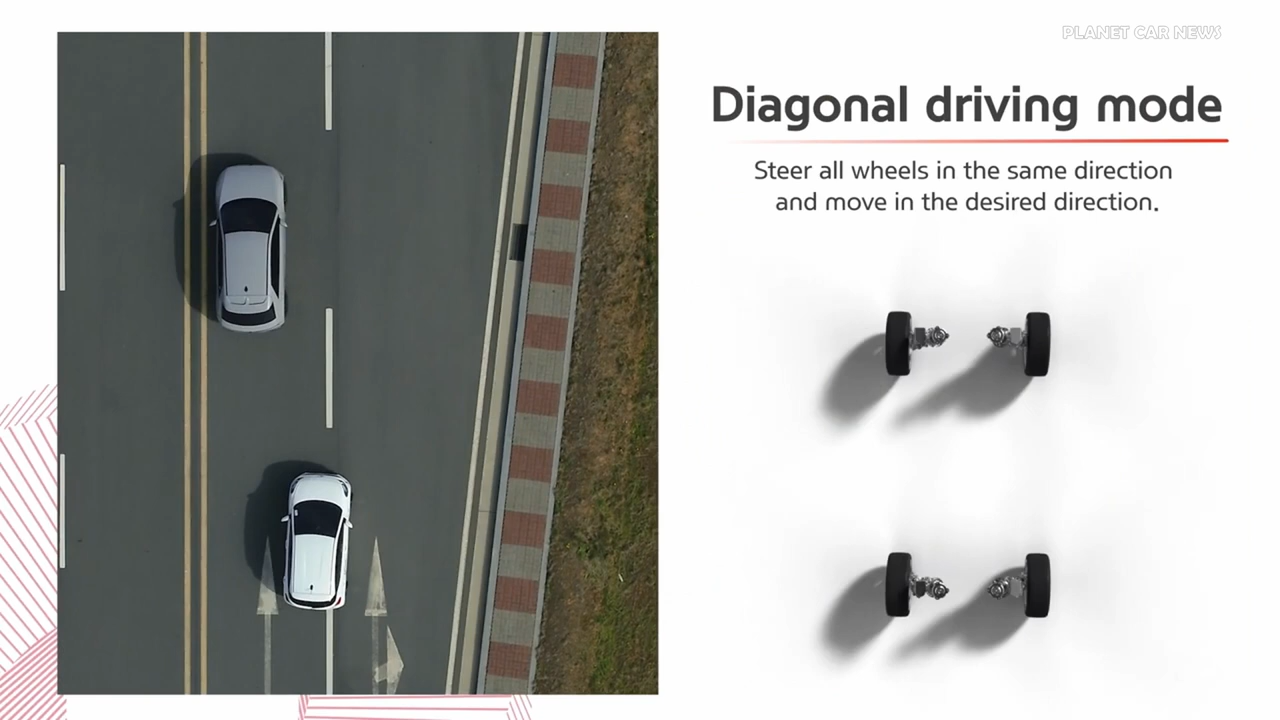 PLANET CAR NEWS
Diagonal driving mode
Steer all wheels in the same direction
and move in the desired direction.